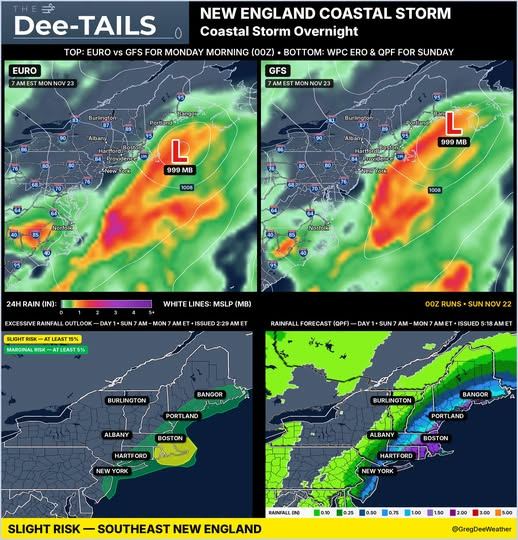 THE
Dee-TAILS
NEW ENGLAND COASTAL STORM
Coastal Storm Overnight
TOP: EURO vs GFS FOR MONDAY MORNING (00Z) • BOTTOM: WPC ERO & QPF FOR SUNDAY
EURO
7 AM EST MON NOV 23
Burlington
Bangor
Portland
Albany
Boston
Hartford
Providence
New York
Norfolk
L
999 MB
1008
GFS
7 AM EST MON NOV 23
Burlington
Portland
Albany
Boston
Hartford
Providence
New York
Norfolk
L
999 MB
1008
24H RAIN (IN):
0 1 2 3 4 5+
WHITE LINES: MSLP (MB)
00Z RUNS • SUN NOV 22
EXCESSIVE RAINFALL OUTLOOK — DAY 1 • SUN 7 AM – MON 7 AM ET • ISSUED 2:29 AM ET
SLIGHT RISK — AT LEAST 15%
MARGINAL RISK — AT LEAST 5%
BURLINGTON
BANGOR
PORTLAND
ALBANY
BOSTON
HARTFORD
NEW YORK
RAINFALL FORECAST (QPF) — DAY 1 • SUN 7 AM – MON 7 AM ET • ISSUED 5:18 AM ET
BURLINGTON
BANGOR
PORTLAND
ALBANY
BOSTON
HARTFORD
NEW YORK
RAINFALL (IN) 0.10 0.25 0.50 0.75 1.00 1.50 2.00 3.00 5.00
SLIGHT RISK — SOUTHEAST NEW ENGLAND
@GregDeeWeather